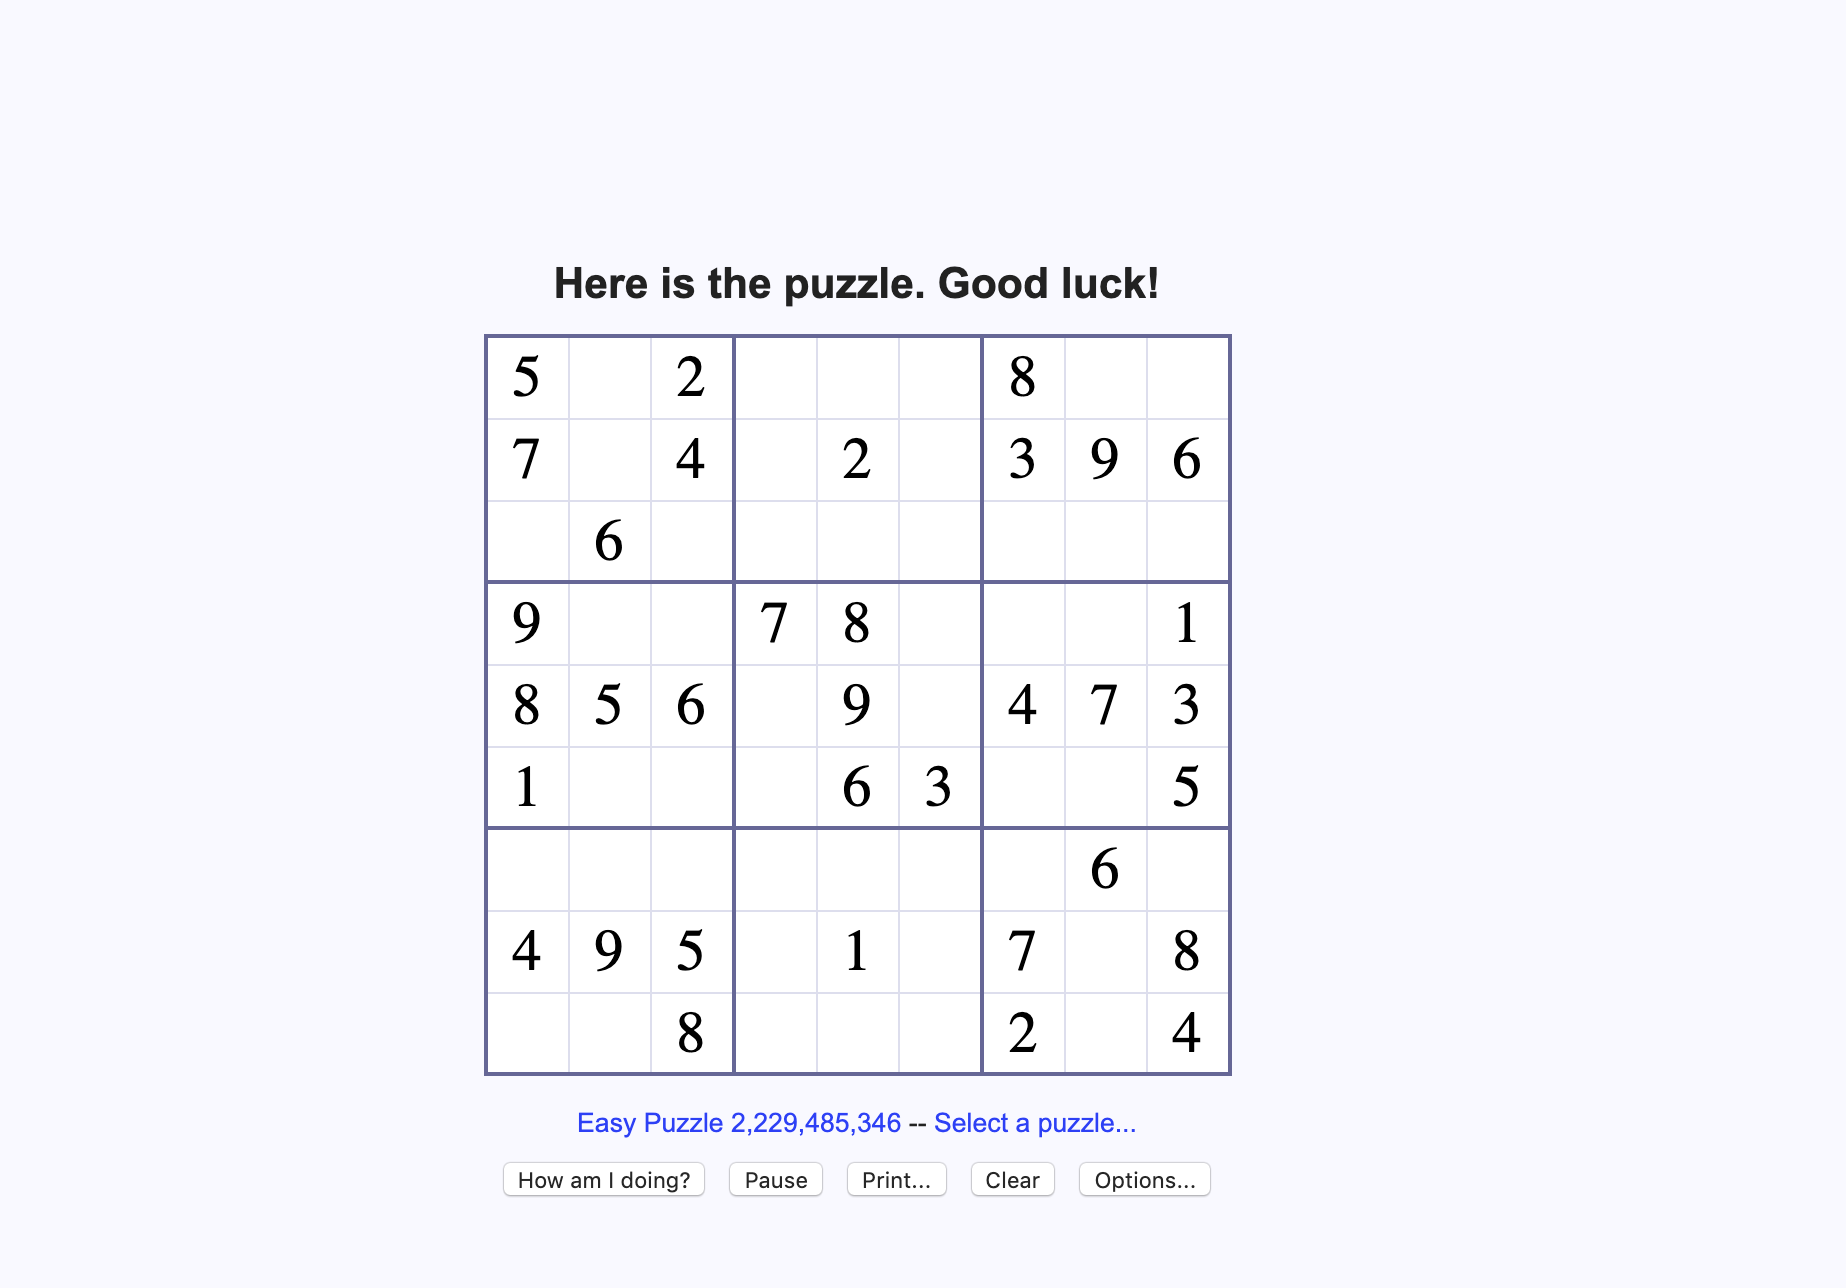 Here is the puzzle. Good luck!
5 2 8
7 4 2 3 9 6
6
9 7 8 1
8 5 6 9 4 7 3
1 6 3 5
6
4 9 5 1 7 8
8 2 4
Easy Puzzle 2,229,485,346 -- Select a puzzle...
How am I doing? Pause Print... Clear Options...